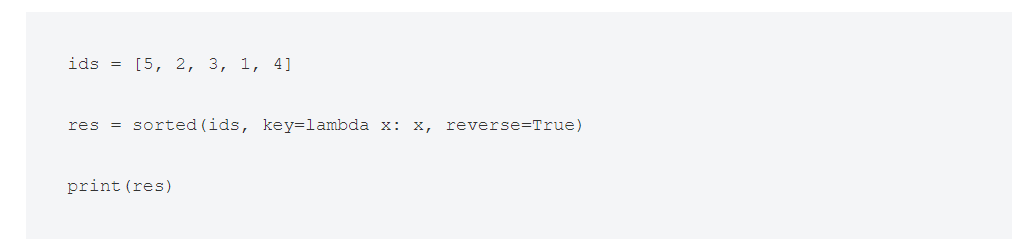 ids = [5, 2, 3, 1, 4]
res = sorted(ids, key=lambda x: x, reverse=True)
print(res)